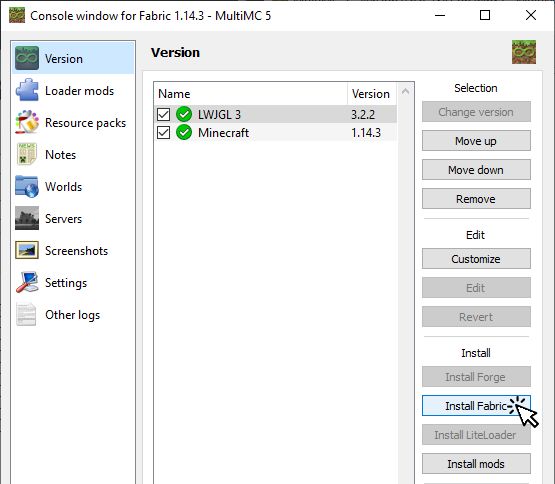 Console window for Fabric 1.14.3 - MultiMC 5
Version
Loader mods
Resource packs
Notes
Worlds
Servers
Screenshots
Settings
Other logs
Version
Name Version
LWJGL 3 3.2.2
Minecraft 1.14.3
Selection
Change version
Move up
Move down
Remove
Edit
Customize
Edit
Revert
Install
Install Forge
Install Fabric
Install LiteLoader
Install mods